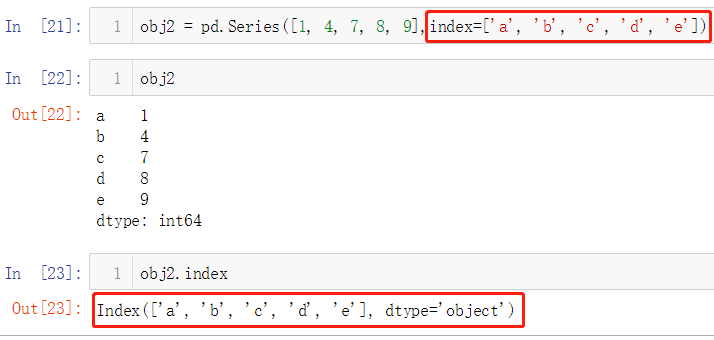 In [21]: 1 obj2 = pd.Series([1, 4, 7, 8, 9],index=['a', 'b', 'c', 'd', 'e'])
In [22]: 1 obj2
Out[22]: a 1
b 4
c 7
d 8
e 9
dtype: int64
In [23]: 1 obj2.index
Out[23]: Index(['a', 'b', 'c', 'd', 'e'], dtype='object')